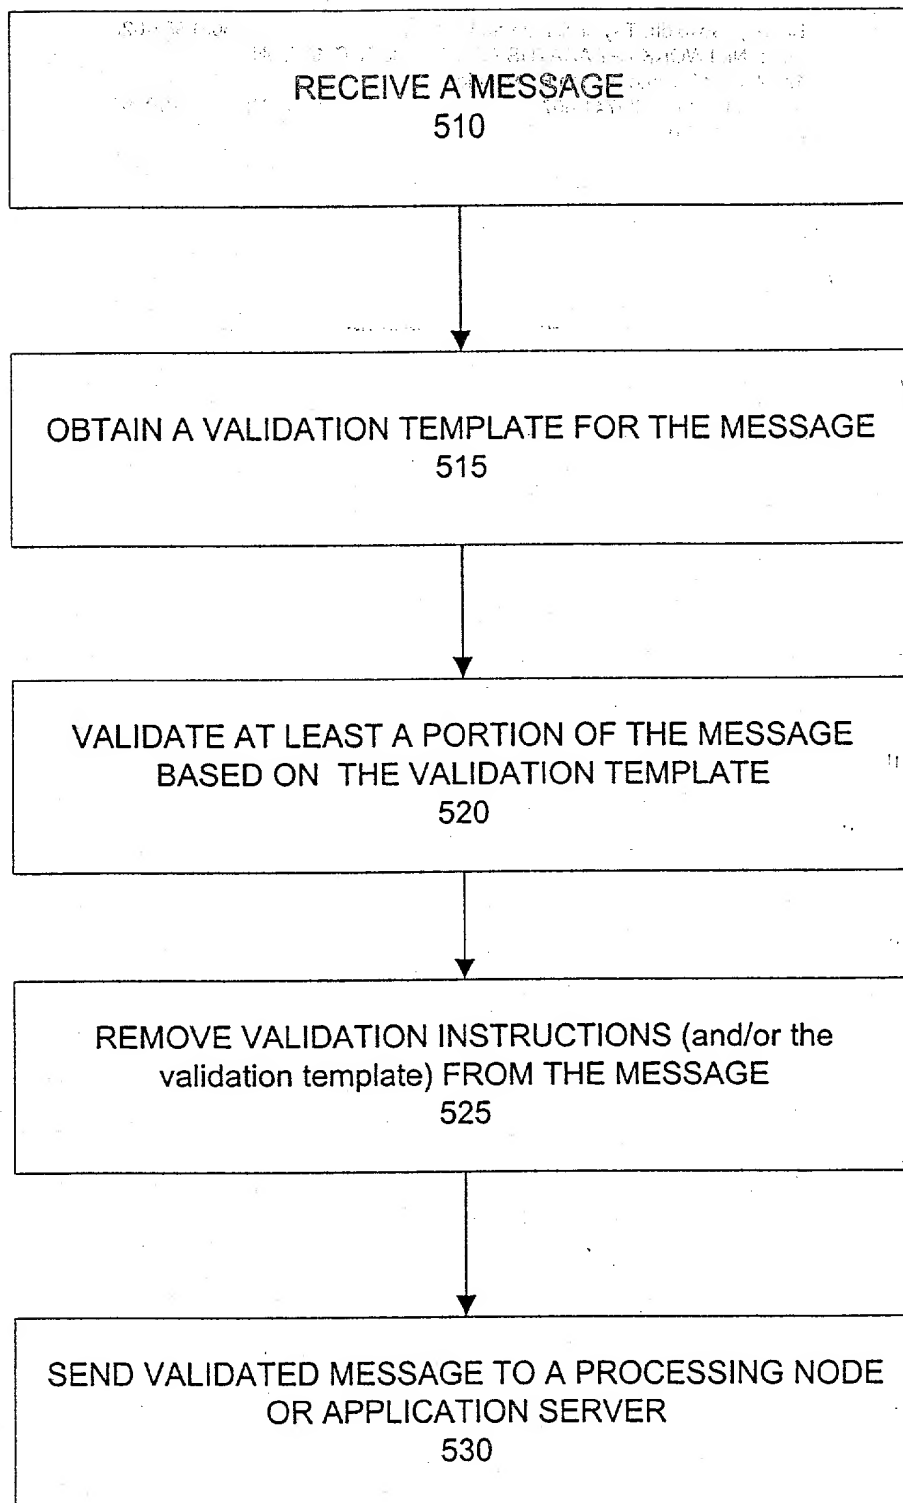 RECEIVE A MESSAGE
510
OBTAIN A VALIDATION TEMPLATE FOR THE MESSAGE
515
VALIDATE AT LEAST A PORTION OF THE MESSAGE
BASED ON THE VALIDATION TEMPLATE
520
REMOVE VALIDATION INSTRUCTIONS (and/or the
validation template) FROM THE MESSAGE
525
SEND VALIDATED MESSAGE TO A PROCESSING NODE
OR APPLICATION SERVER
530